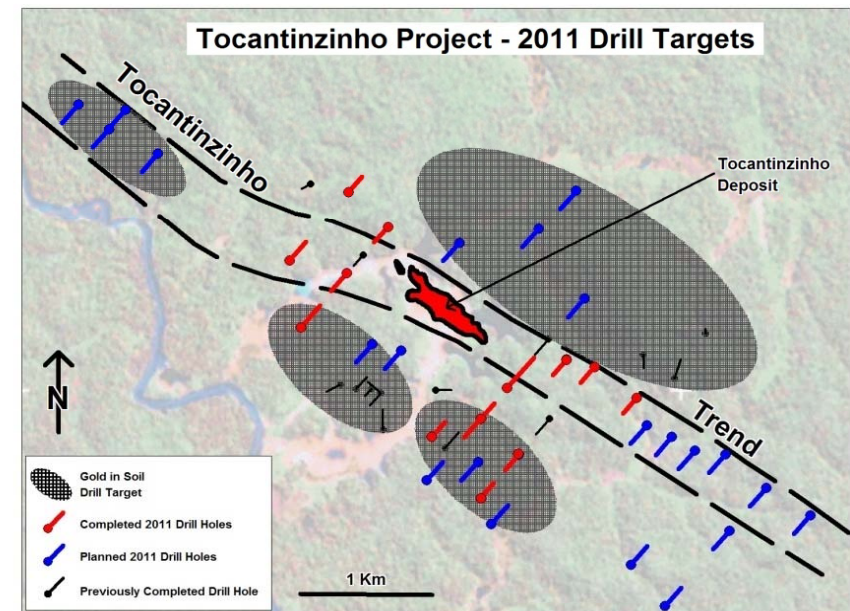 Tocantinzinho Project - 2011 Drill Targets
Tocantinzinho
Tocantinzinho
Deposit
Trend
N
Gold in Soil
Drill Target
Completed 2011 Drill Holes
Planned 2011 Drill Holes
Previously Completed Drill Hole
1 Km